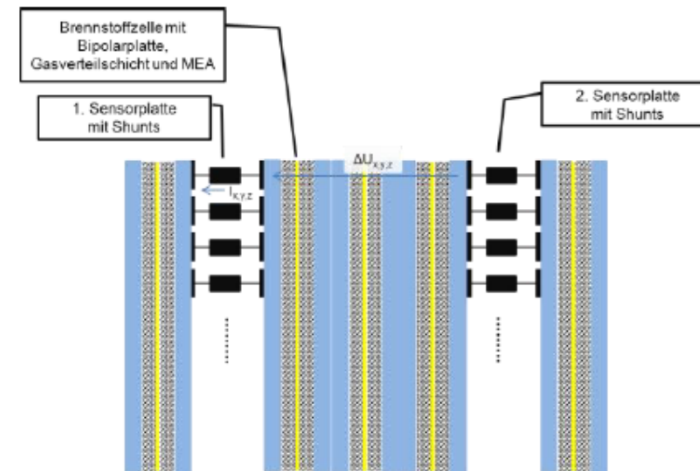 Brennstoffzelle mit
Bipolarplatte,
Gasverteilschicht und MEA
1. Sensorplatte
mit Shunts
2. Sensorplatte
mit Shunts
ΔUx,y,z
Ix,y,z